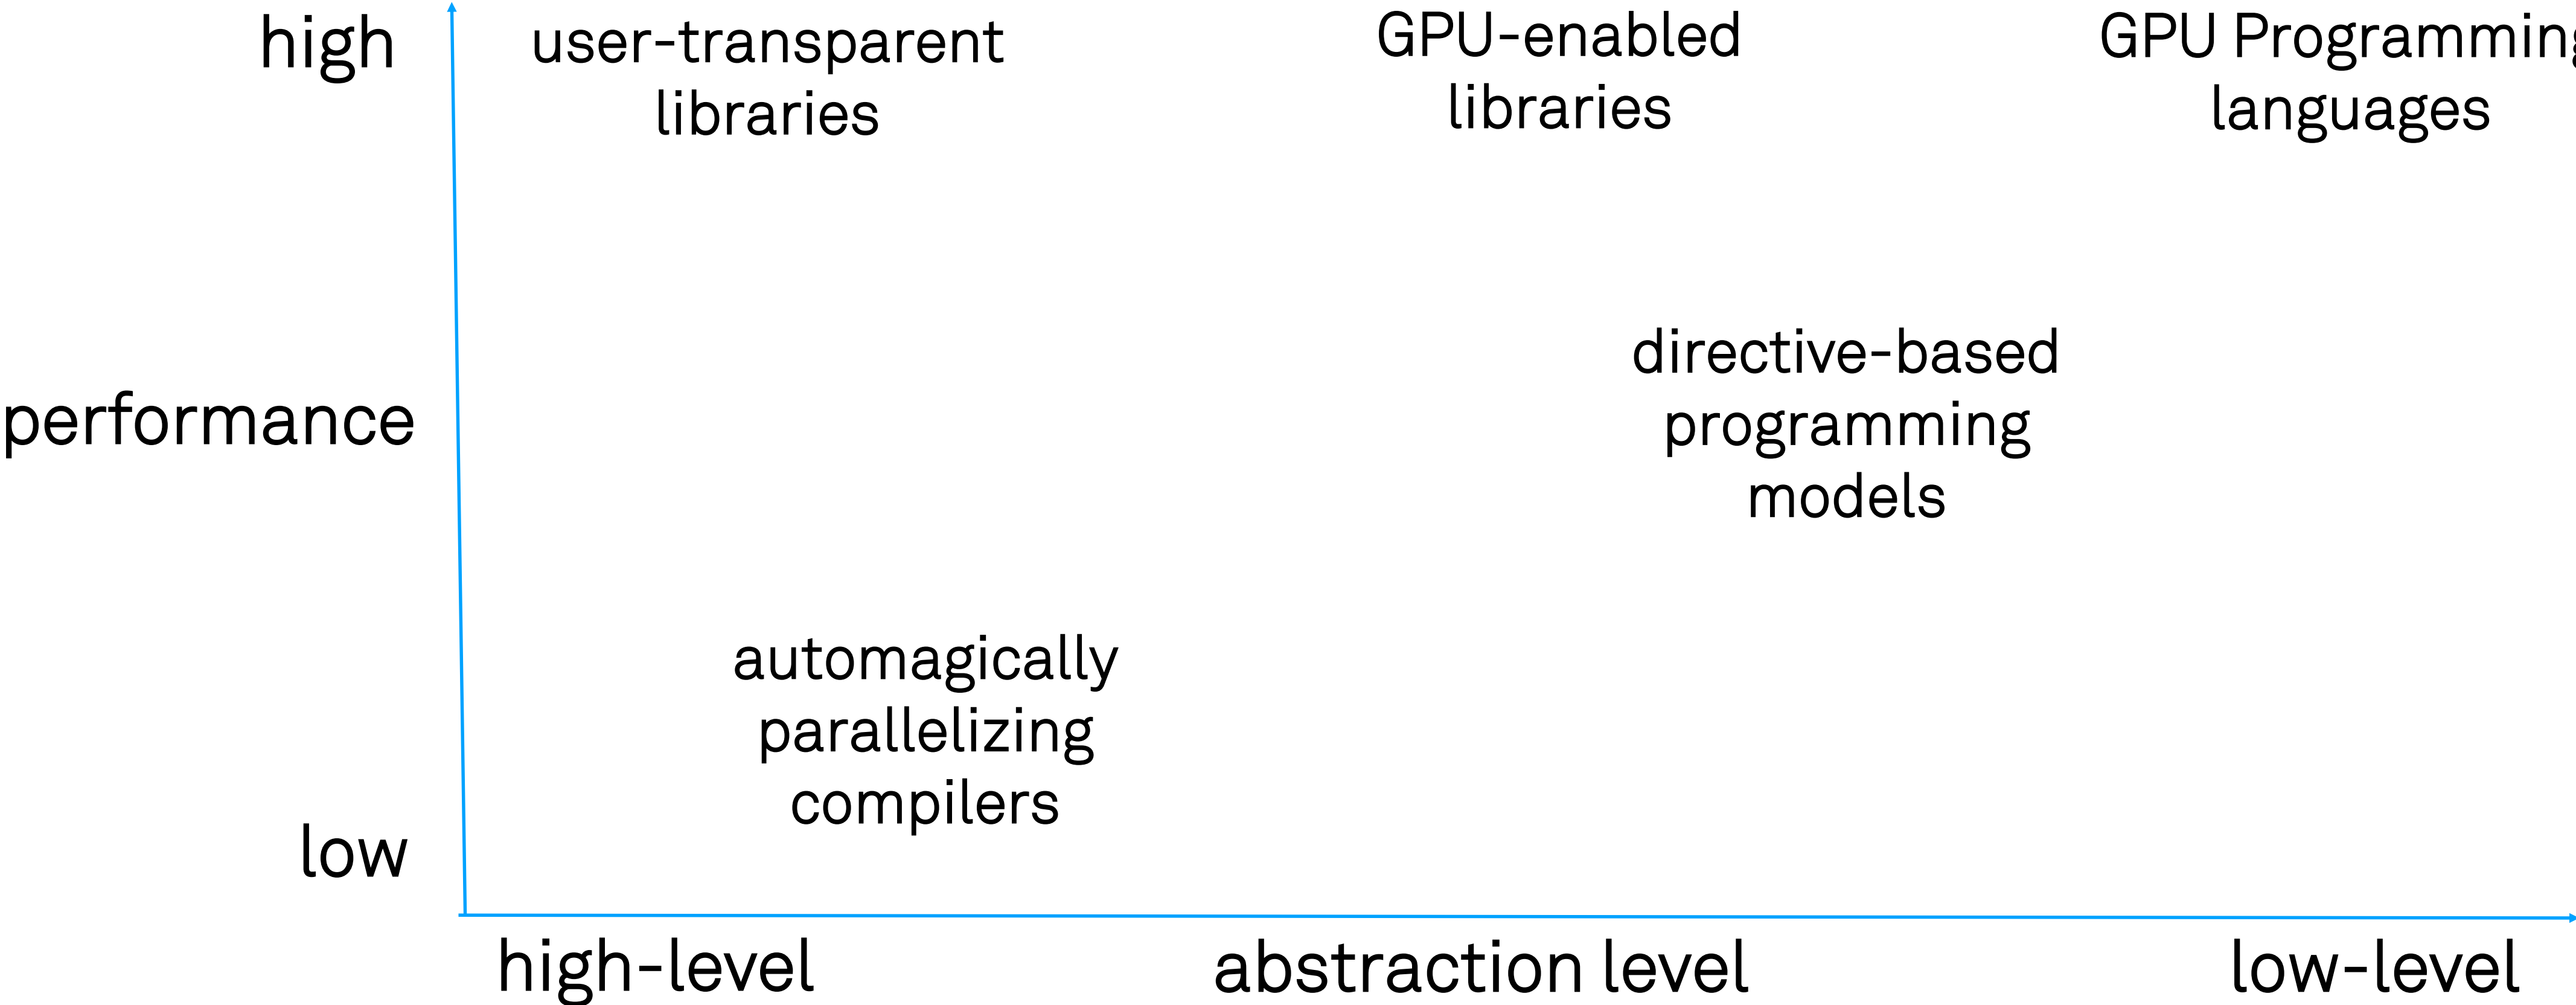 high
user-transparent
libraries
GPU-enabled
libraries
GPU Programming
languages
performance
directive-based
programming
models
automagically
parallelizing
compilers
low
high-level
abstraction level
low-level